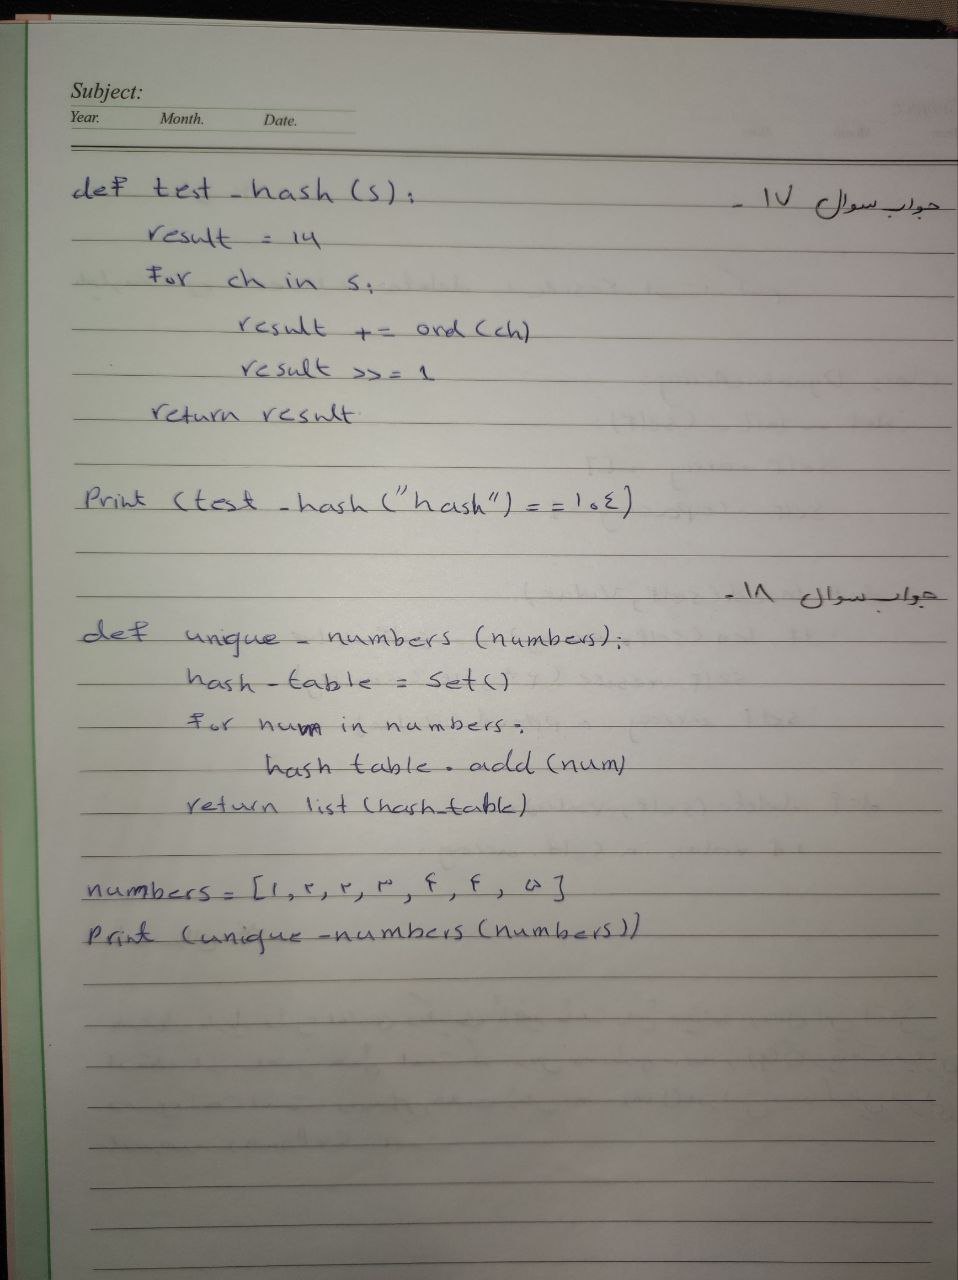 Subject:
Year. Month. Date.
جواب سوال ۱۷ -
def test_hash (s):
result = 14
for ch in s:
result += ord (ch)
result >>= 1
return result
Print (test_hash ("hash") == ۱۰٤)
جواب سوال ۱۸ -
def unique_numbers (numbers):
hash_table = set()
for num in numbers:
hash table . add (num)
return list (hash_table)
numbers = [۱, ۲, ۲, ۳, ۴, ۴, ۵]
Print (unique_numbers (numbers))